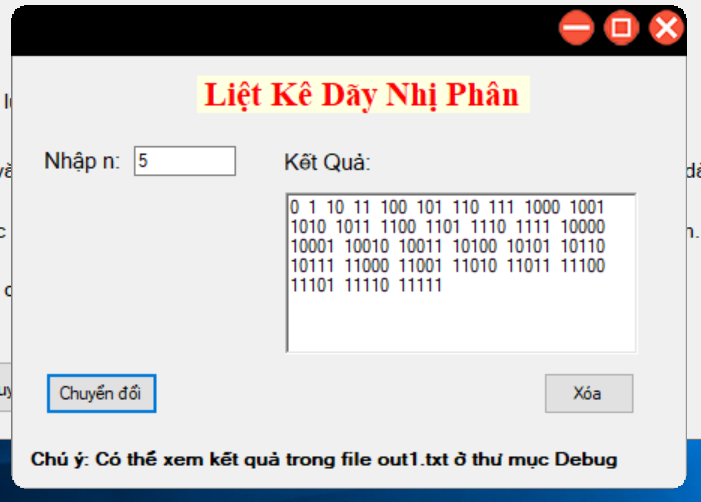 Liệt Kê Dãy Nhị Phân
Nhập n: 5
Kết Quả:
0 1 10 11 100 101 110 111 1000 1001
1010 1011 1100 1101 1110 1111 10000
10001 10010 10011 10100 10101 10110
10111 11000 11001 11010 11011 11100
11101 11110 11111
Chuyển đổi
Xóa
Chú ý: Có thể xem kết quả trong file out1.txt ở thư mục Debug